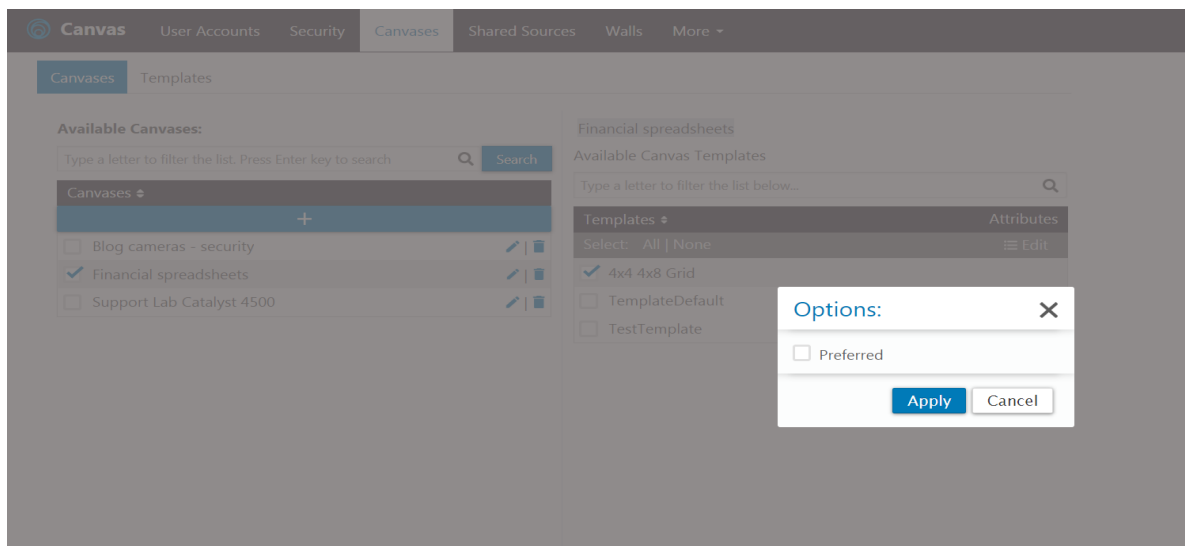 Canvas User Accounts Security Canvases Shared Sources Walls More
Canvases Templates
Available Canvases:
Type a letter to filter the list. Press Enter key to search Search
Canvases
+
Blog cameras - security |
Financial spreadsheets |
Support Lab Catalyst 4500 |
Financial spreadsheets
Available Canvas Templates
Type a letter to filter the list below...
Templates Attributes
Select: All | None Edit
4x4 4x8 Grid
TemplateDefault
TestTemplate
Options:
Preferred
Apply Cancel